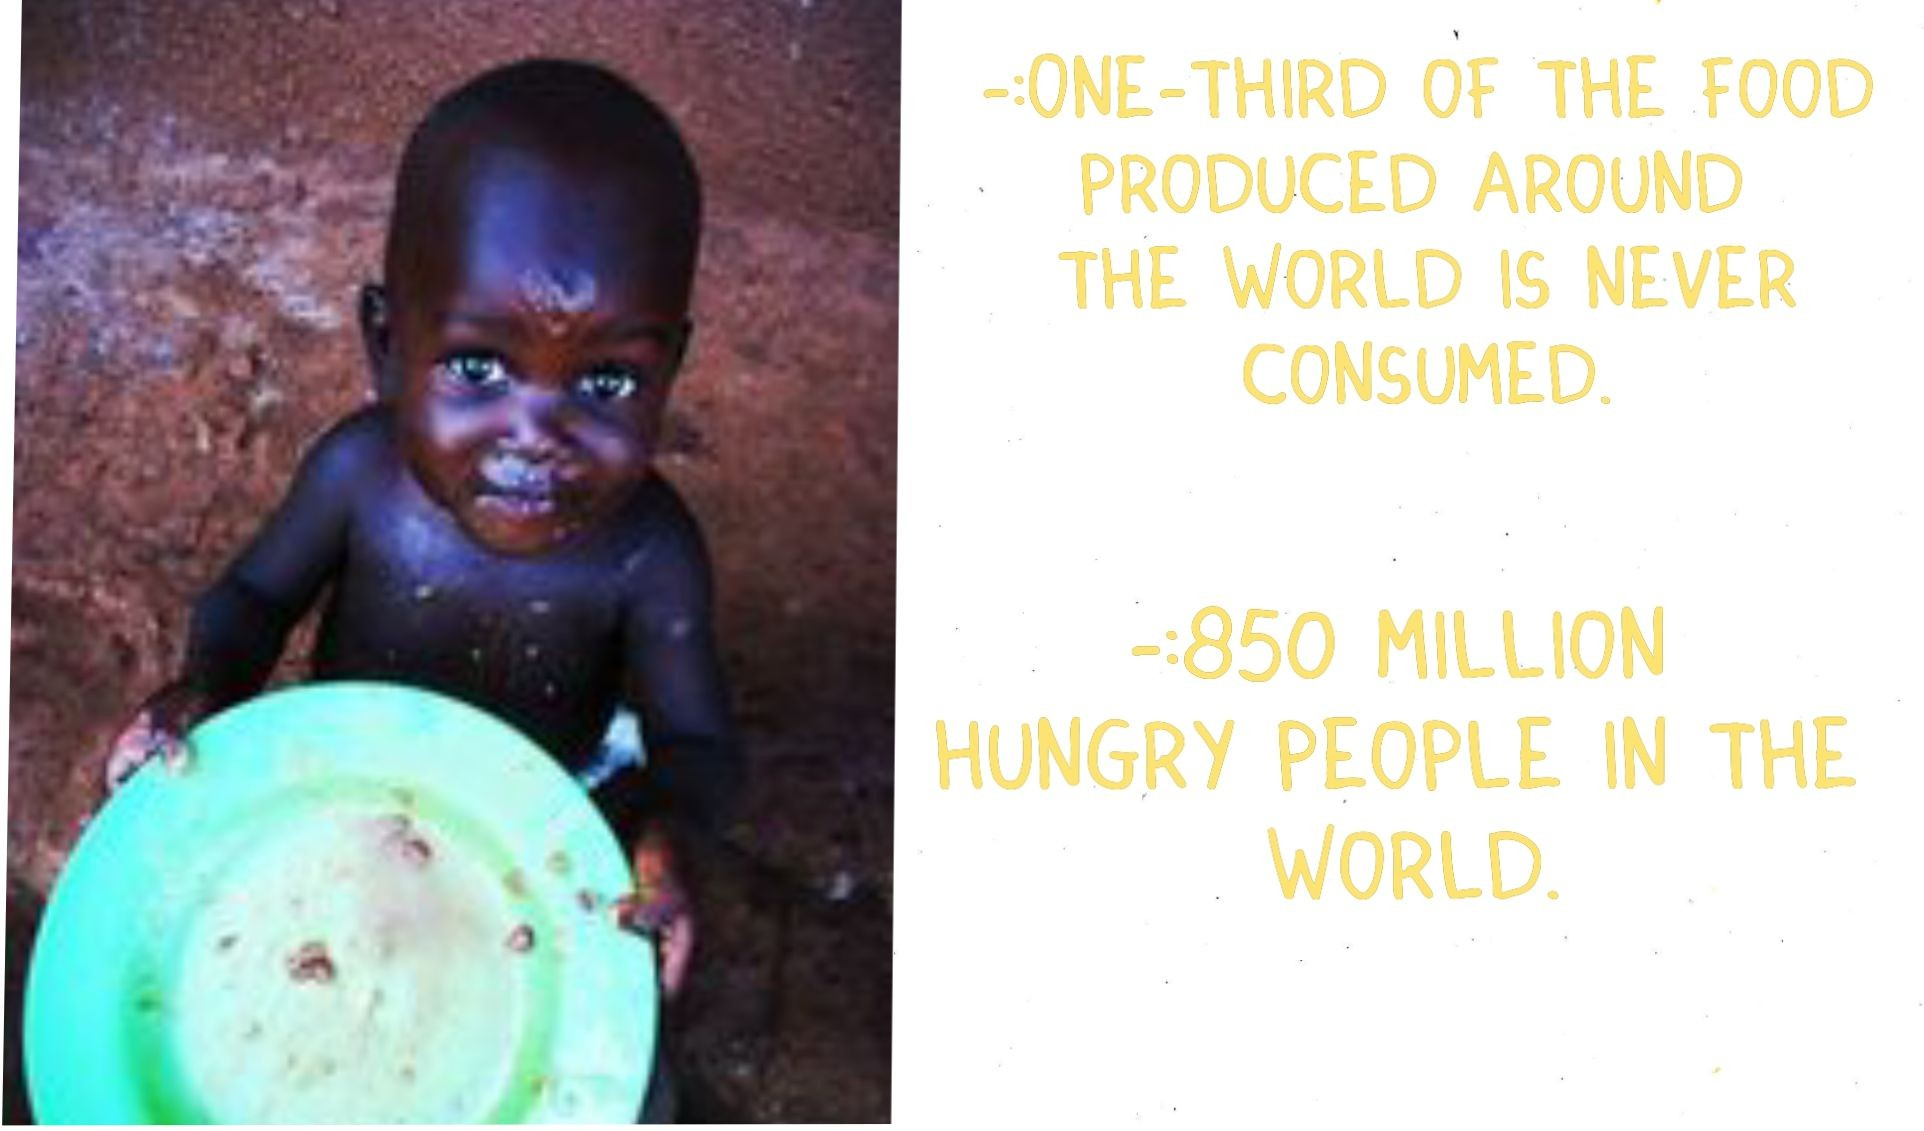 -:ONE-THIRD OF THE FOOD
PRODUCED AROUND
THE WORLD IS NEVER
CONSUMED.
-:850 MILLION
HUNGRY PEOPLE IN THE
WORLD.